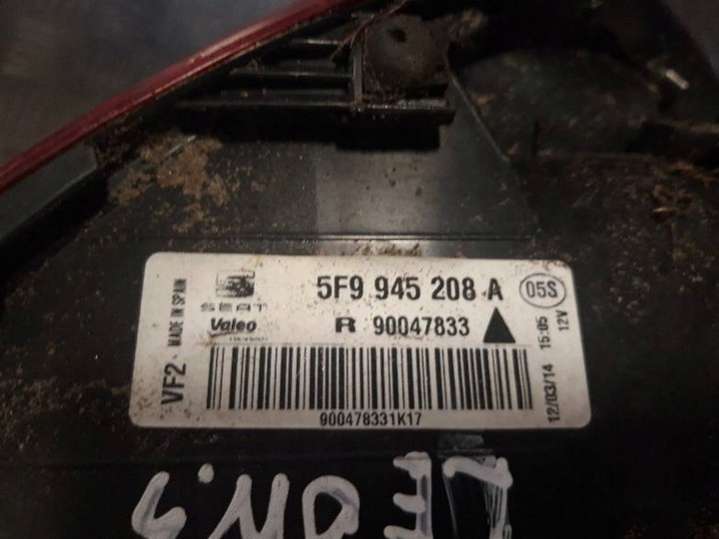 5F9 945 208 A
05S
SEAT
Valeo
R 90047833
VF2 - MADE IN SPAIN
12/03/14 15:05
12V
900478331K17
LEON.S